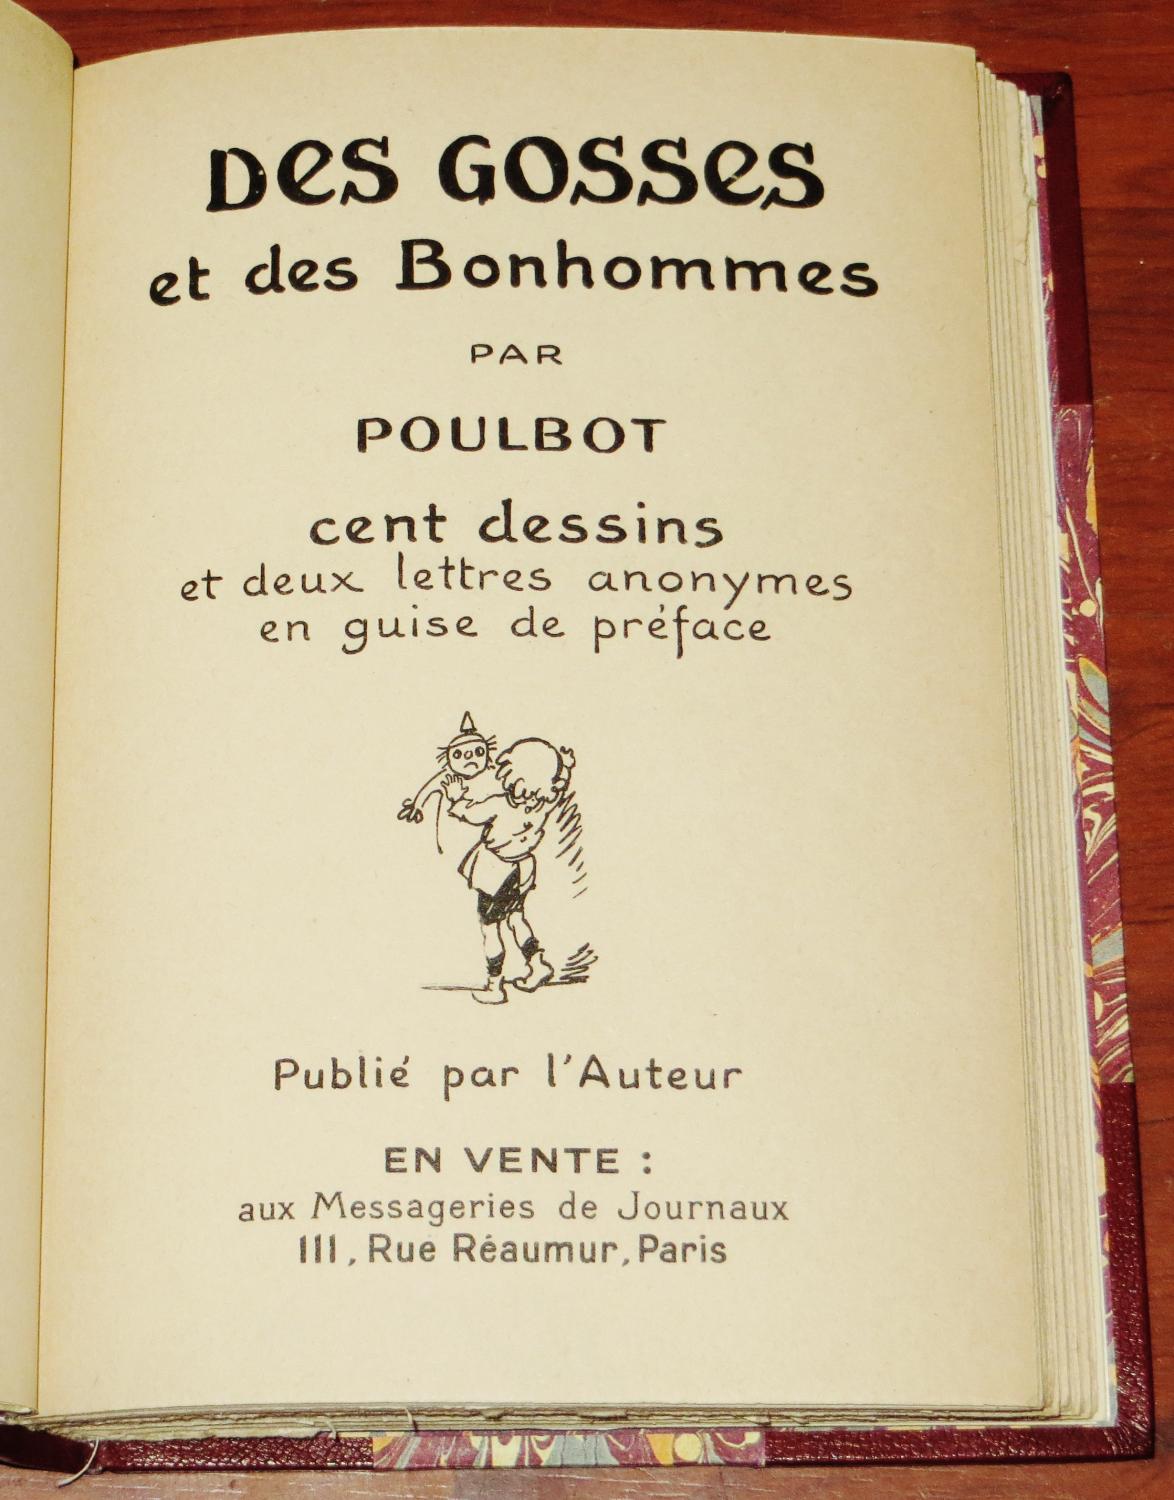 DES GOSSES
et des Bonhommes
PAR
POULBOT
cent dessins
et deux lettres anonymes
en guise de préface
Publié par l'Auteur
EN VENTE :
aux Messageries de Journaux
111, Rue Réaumur, Paris